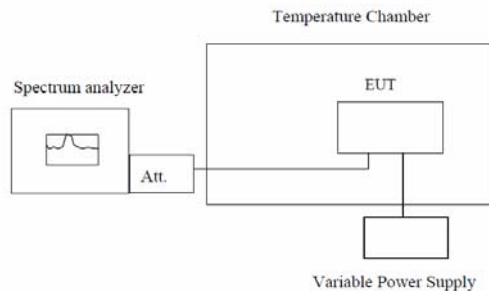 Temperature Chamber
Spectrum analyzer
EUT
Att.
Variable Power Supply